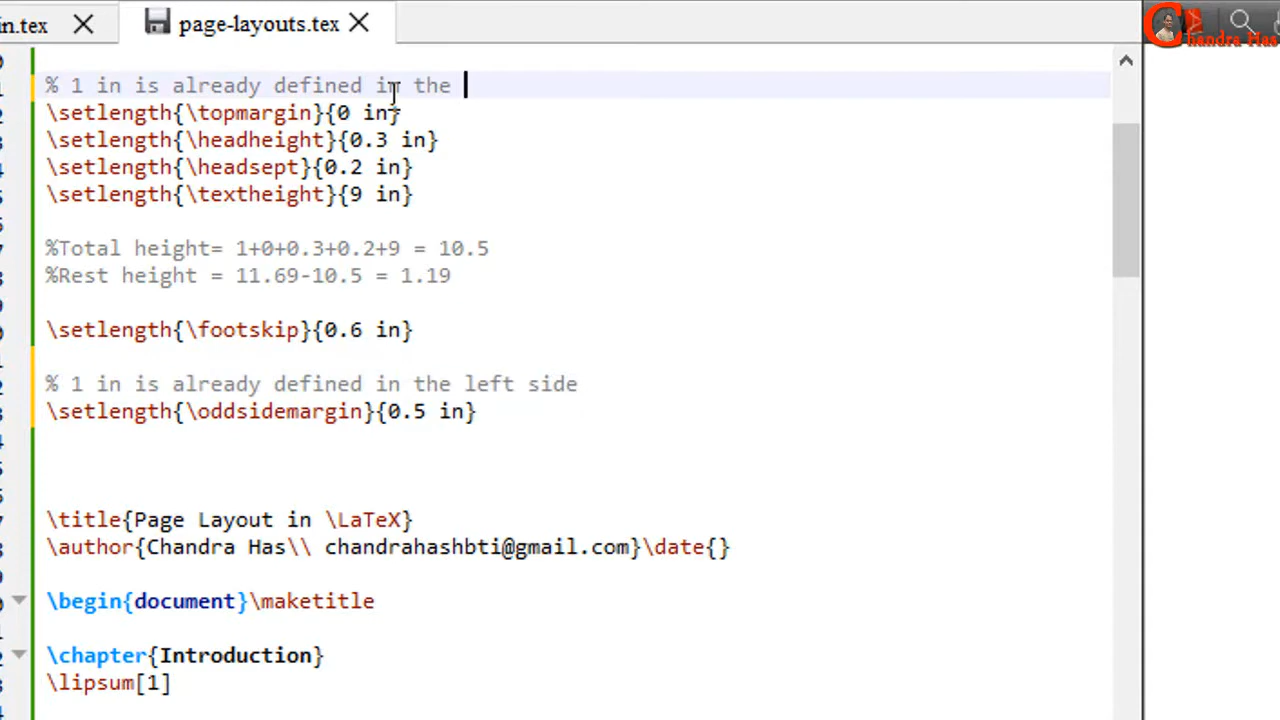 in.tex
page-layouts.tex
Chandra Has
% 1 in is already defined in the
\setlength{\topmargin}{0 in}
\setlength{\headheight}{0.3 in}
\setlength{\headsept}{0.2 in}
\setlength{\textheight}{9 in}
%Total height= 1+0+0.3+0.2+9 = 10.5
%Rest height = 11.69-10.5 = 1.19
\setlength{\footskip}{0.6 in}
% 1 in is already defined in the left side
\setlength{\oddsidemargin}{0.5 in}
\title{Page Layout in \LaTeX}
\author{Chandra Has\\ chandrahashbti@gmail.com}\date{}
\begin{document}\maketitle
\chapter{Introduction}
\lipsum[1]